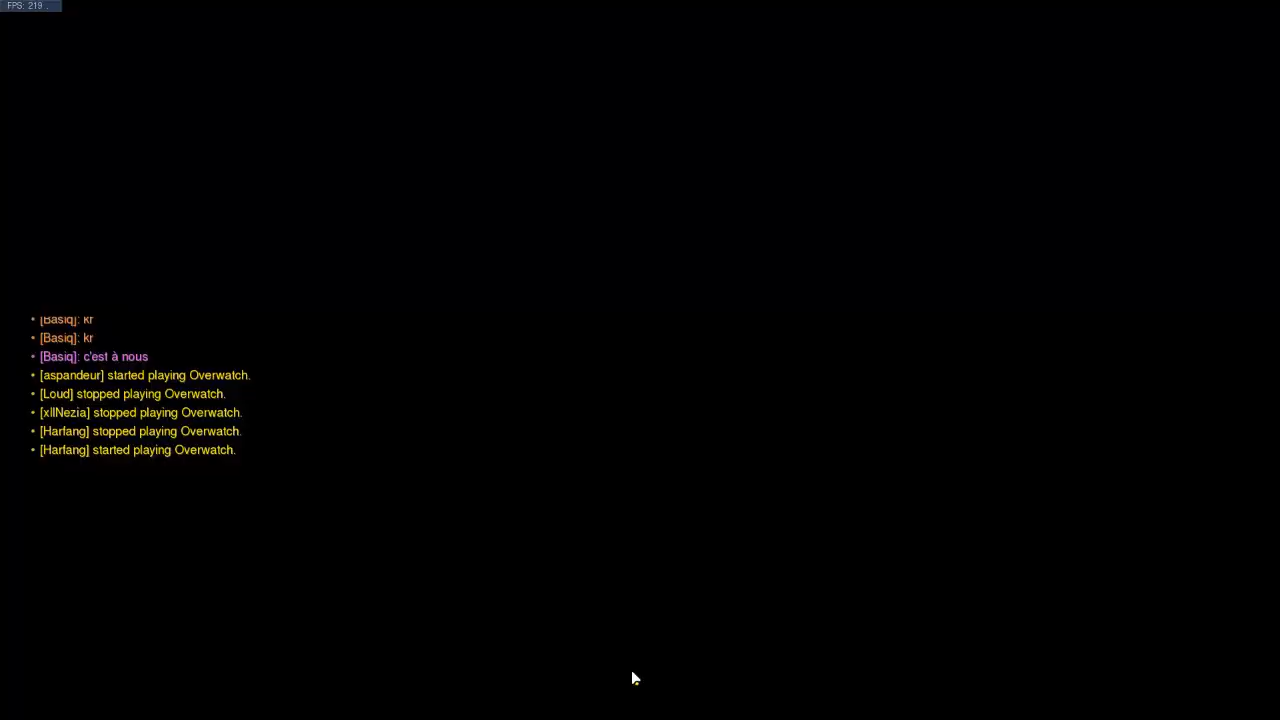 FPS: 219 .
• [Basiq]: kr
• [Basiq]: kr
• [Basiq]: c'est à nous
• [aspandeur] started playing Overwatch.
• [Loud] stopped playing Overwatch.
• [xllNezia] stopped playing Overwatch.
• [Harfang] stopped playing Overwatch.
• [Harfang] started playing Overwatch.